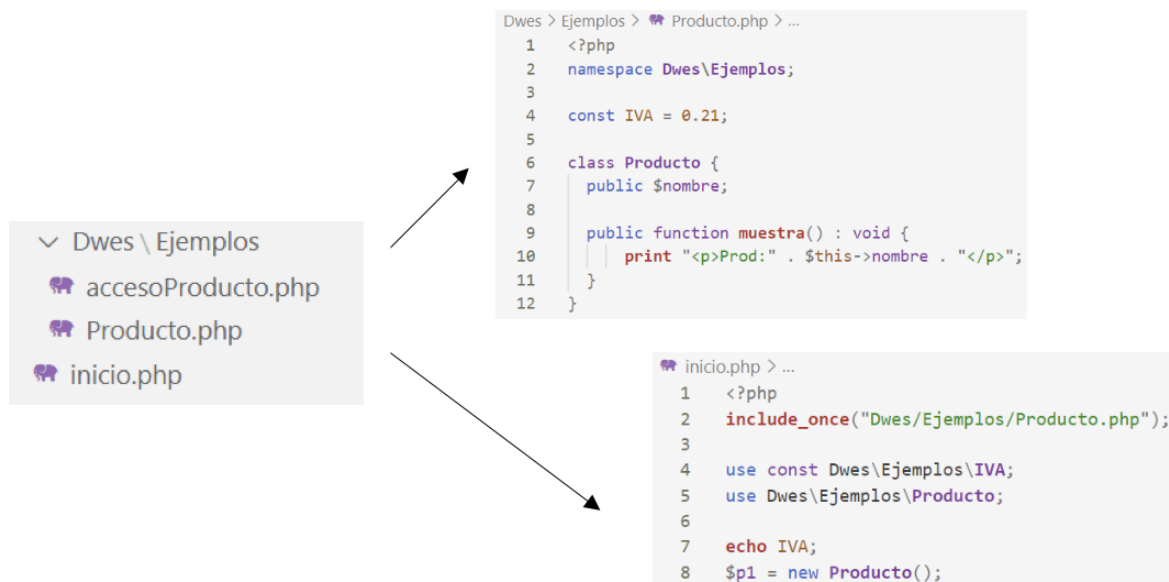 Dwes \ Ejemplos
accesoProducto.php
Producto.php
inicio.php
Dwes > Ejemplos > Producto.php > ...
1 <?php
2 namespace Dwes\Ejemplos;
3
4 const IVA = 0.21;
5
6 class Producto {
7 public $nombre;
8
9 public function muestra() : void {
10 print "<p>Prod:" . $this->nombre . "</p>";
11 }
12 }
inicio.php > ...
1 <?php
2 include_once("Dwes/Ejemplos/Producto.php");
3
4 use const Dwes\Ejemplos\IVA;
5 use Dwes\Ejemplos\Producto;
6
7 echo IVA;
8 $p1 = new Producto();